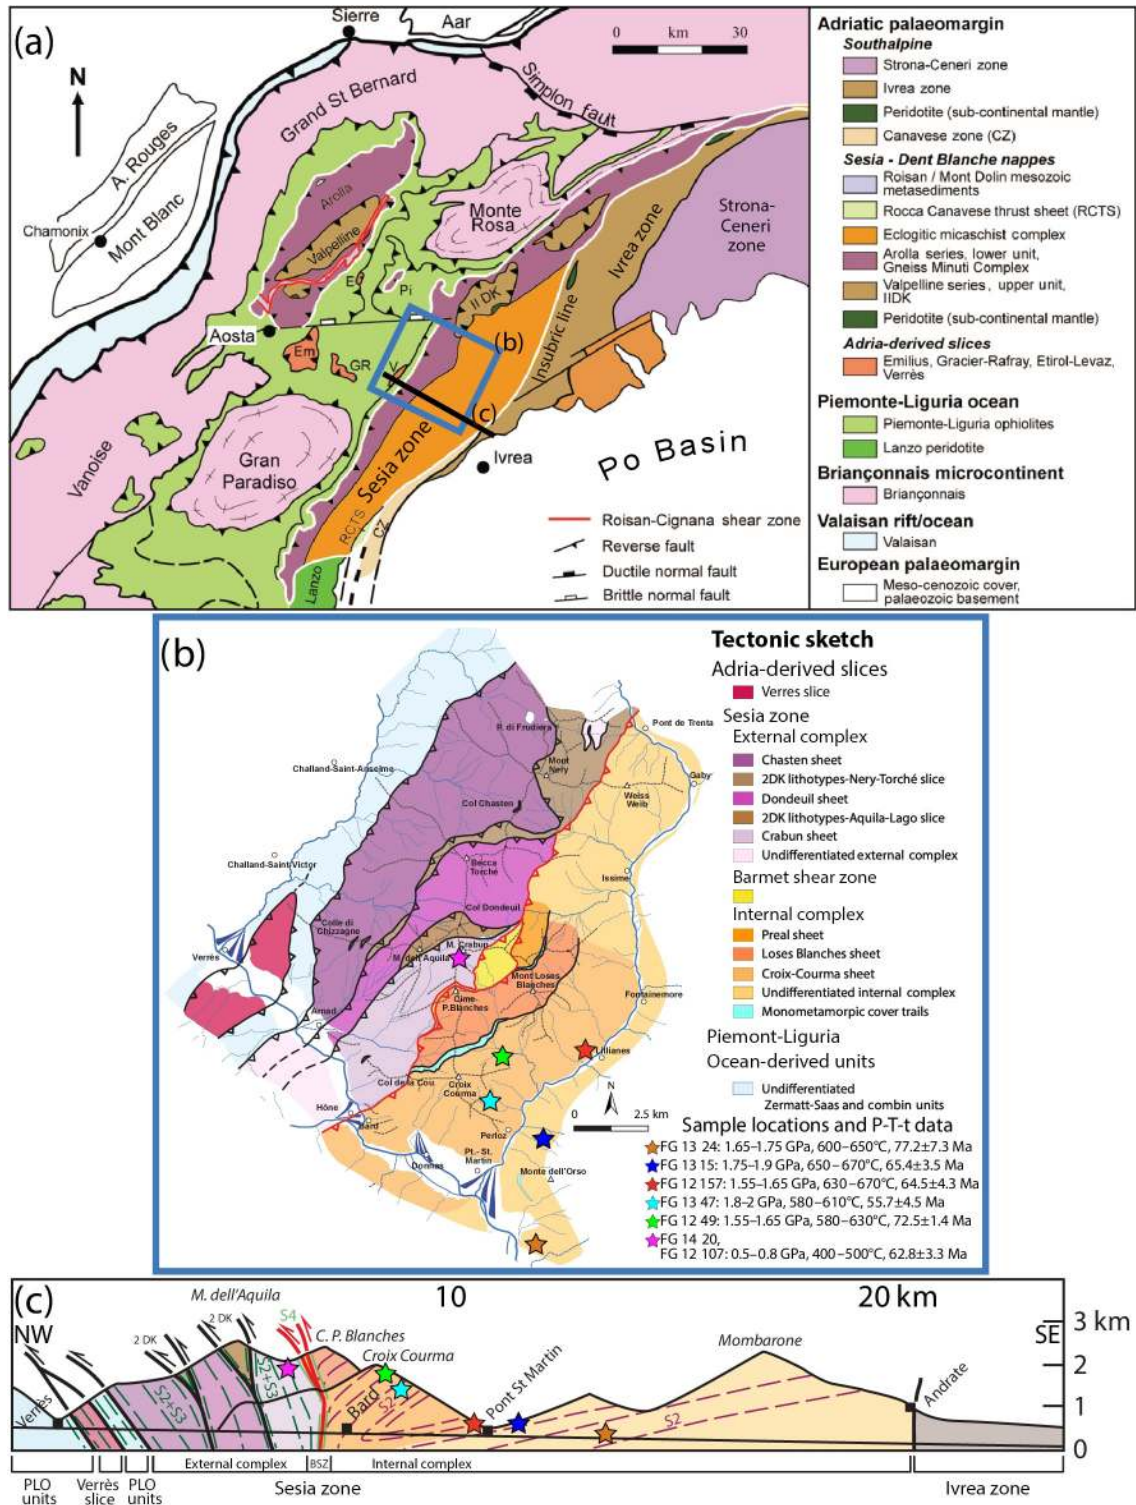 (a)
Sierre
Aar
0 km 30
N
Grand St Bernard
Simplon fault
A. Rouges
Mont Blanc
Chamonix
Arolla
Valpelline
Monte
Rosa
Strona-
Ceneri
zone
Ivrea zone
Pi
II DK
Aosta
Em
GR
V
(b)
(c)
Insubric line
Sesia zone
Ivrea
Po Basin
Vanoise
Gran
Paradiso
RCTS
CZ
Lanzo
Roisan-Cignana shear zone
Reverse fault
Ductile normal fault
Brittle normal fault
Adriatic palaeomargin
Southalpine
Strona-Ceneri zone
Ivrea zone
Peridotite (sub-continental mantle)
Canavese zone (CZ)
Sesia - Dent Blanche nappes
Roisan / Mont Dolin mesozoic
metasediments
Rocca Canavese thrust sheet (RCTS)
Eclogitic micaschist complex
Arolla series, lower unit,
Gneiss Minuti Complex
Valpelline series, upper unit,
IIDK
Peridotite (sub-continental mantle)
Adria-derived slices
Emilius, Gracier-Rafray, Etirol-Levaz,
Verrès
Piemonte-Liguria ocean
Piemonte-Liguria ophiolites
Lanzo peridotite
Briançonnais microcontinent
Briançonnais
Valaisan rift/ocean
Valaisan
European palaeomargin
Meso-cenozoic cover,
palaeozoic basement
(b)
P. di Frudiera
Pont de Trenta
Challand-Saint-Anselme
Mont
Nery
Gaby
Weiss
Weib
Col Chasten
Challand-Saint-Victor
Becca
Torché
Issime
Col Dondeuil
Colle di
Chizzagne
M. Crabun
M. dell'Aquila
Verrès
Mont Loses
Blanches
Cime
P.Blanches
Fontainemore
Arnad
Lillianes
Col de la Cou
Croix
Courma
Hône
Bard
Perloz
Donnas
Pt.- St.
Martin
Monte dell'Orso
N
0 2.5 km
Tectonic sketch
Adria-derived slices
Verres slice
Sesia zone
External complex
Chasten sheet
2DK lithotypes-Nery-Torché slice
Dondeuil sheet
2DK lithotypes-Aquila-Lago slice
Crabun sheet
Undifferentiated external complex
Barmet shear zone
Internal complex
Preal sheet
Loses Blanches sheet
Croix-Courma sheet
Undifferentiated internal complex
Monometamorpic cover trails
Piemont-Liguria
Ocean-derived units
Undifferentiated
Zermatt-Saas and combin units
Sample locations and P-T-t data
FG 13 24: 1.65–1.75 GPa, 600–650°C, 77.2±7.3 Ma
FG 13 15: 1.75–1.9 GPa, 650–670°C, 65.4±3.5 Ma
FG 12 157: 1.55–1.65 GPa, 630–670°C, 64.5±4.3 Ma
FG 13 47: 1.8–2 GPa, 580–610°C, 55.7±4.5 Ma
FG 12 49: 1.55–1.65 GPa, 580–630°C, 72.5±1.4 Ma
FG 14 20,
FG 12 107: 0.5–0.8 GPa, 400–500°C, 62.8±3.3 Ma
(c)
NW
M. dell'Aquila
10
20 km
3 km
SE
2
1
0
2 DK
2 DK
S4
C. P. Blanches
Croix Courma
Mombarone
Verrès
S2+S3
S2+S3
Bard
S2
Pont St Martin
S2
Andrate
External complex
BSZ
Internal complex
PLO
units
Verrès
slice
PLO
units
Sesia zone
Ivrea zone